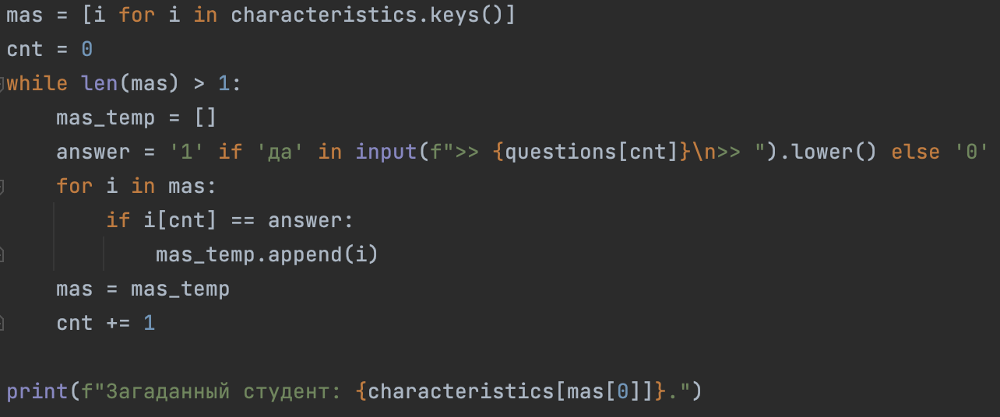 mas = [i for i in characteristics.keys()]
cnt = 0
while len(mas) > 1:
    mas_temp = []
    answer = '1' if 'да' in input(f">> {questions[cnt]}\n>> ").lower() else '0'
    for i in mas:
        if i[cnt] == answer:
            mas_temp.append(i)
    mas = mas_temp
    cnt += 1

print(f"Загаданный студент: {characteristics[mas[0]]}.")